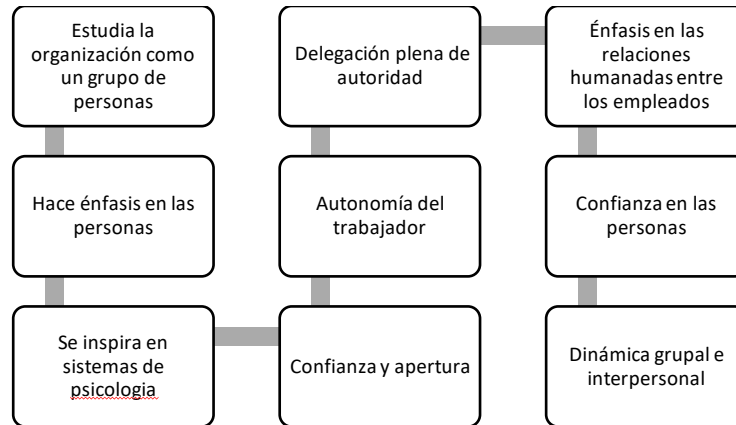 Estudia la
organización como
un grupo de
personas
Hace énfasis en las
personas
Se inspira en
sistemas de
psicologia
Confianza y apertura
Autonomía del
trabajador
Delegación plena de
autoridad
Énfasis en las
relaciones
humanadas entre
los empleados
Confianza en las
personas
Dinámica grupal e
interpersonal